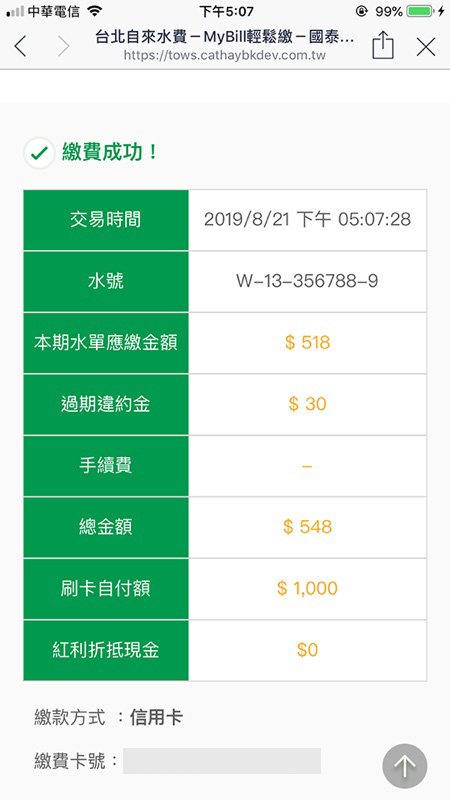 中華電信 下午5:07 99%
台北自來水費－MyBill輕鬆繳－國泰...
https://tows.cathaybkdev.com.tw
繳費成功！
交易時間 2019/8/21 下午 05:07:28
水號 W–13–356788–9
本期水單應繳金額 $ 518
過期違約金 $ 30
手續費 –
總金額 $ 548
刷卡自付額 $ 1,000
紅利折抵現金 $0
繳款方式 ：信用卡
繳費卡號：